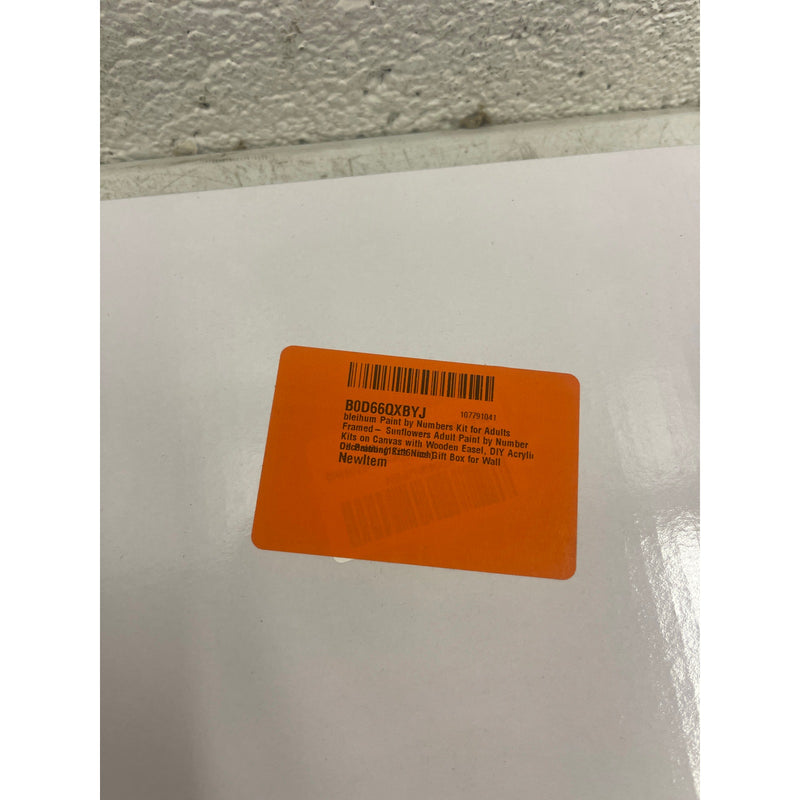 B0D66QXBYJ 107791041
bleihum Paint by Numbers Kit for Adults
Framed- Sunflowers Adult Paint by Number
Kits on Canvas with Wooden Easel, DIY Acrylic
Gift Box for Wall
NewItem